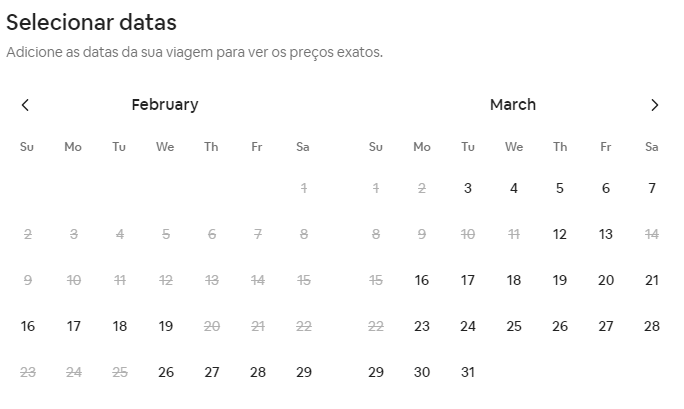 Selecionar datas
Adicione as datas da sua viagem para ver os preços exatos.
February March
Su Mo Tu We Th Fr Sa Su Mo Tu We Th Fr Sa
1 1 2 3 4 5 6 7
2 3 4 5 6 7 8 8 9 10 11 12 13 14
9 10 11 12 13 14 15 15 16 17 18 19 20 21
16 17 18 19 20 21 22 22 23 24 25 26 27 28
23 24 25 26 27 28 29 29 30 31